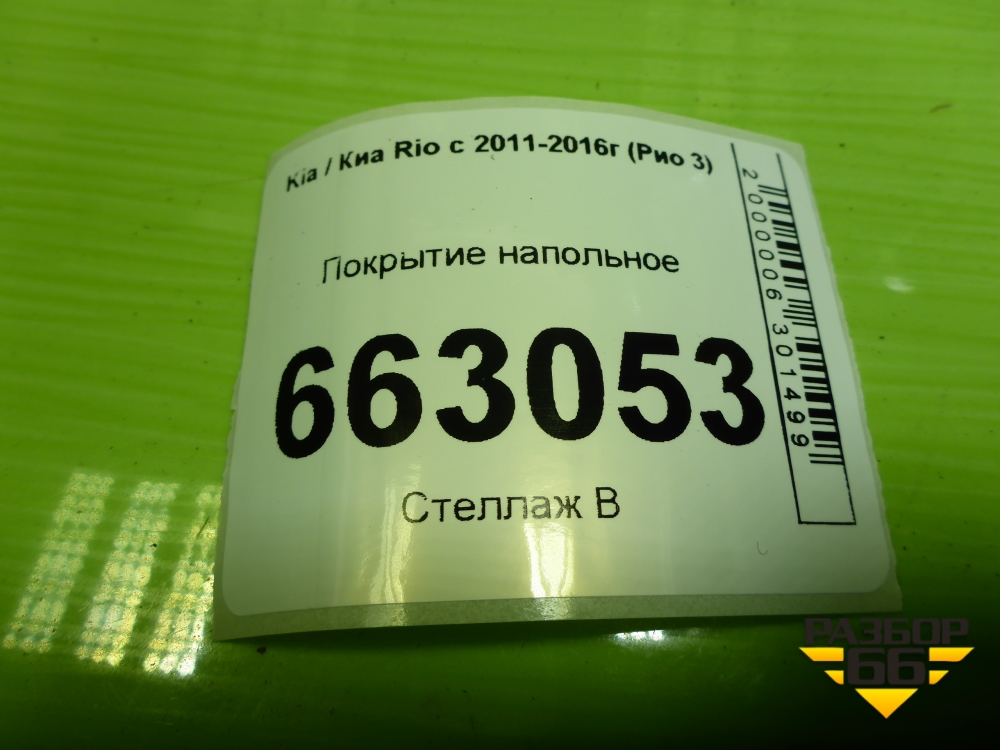 Kia / Киа Rio с 2011-2016г (Рио 3)
Покрытие напольное
663053
Стеллаж В
2000006301499
РАЗБОР
66